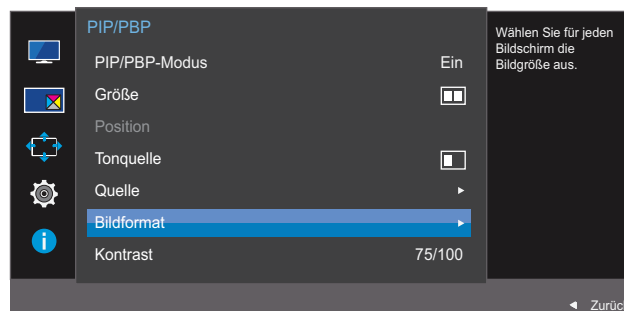 PIP/PBP
PIP/PBP-Modus Ein
Größe
Position
Tonquelle
Quelle
Bildformat
Kontrast 75/100
Wählen Sie für jeden
Bildschirm die
Bildgröße aus.
Zurück